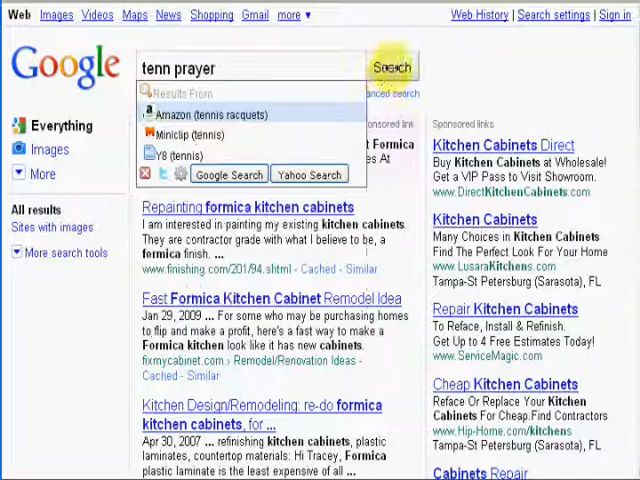 Web Images Videos Maps News Shopping Gmail more ▼
Web History | Search settings | Sign in
Google
tenn prayer
Search
Results From
Amazon (tennis racquets)
Miniclip (tennis)
Y8 (tennis)
Google Search
Yahoo Search
anced search
onsored link
t Formica
es At
Everything
Images
More
All results
Sites with images
More search tools
Repainting formica kitchen cabinets
I am interested in painting my existing kitchen cabinets.
They are contractor grade with what I believe to be, a
formica finish. ...
www.finishing.com/201/94.shtml - Cached - Similar
Fast Formica Kitchen Cabinet Remodel Idea
Jan 29, 2009 ... For some who may be purchasing homes
to flip and make a profit, here's a fast way to make a
Formica kitchen look like it has new cabinets.
fixmycabinet.com › Remodel/Renovation Ideas -
Cached - Similar
Kitchen Design/Remodeling: re-do formica
kitchen cabinets, for ...
Apr 30, 2007 ... refinishing kitchen cabinets, plastic
laminates, countertop materials: Hi Tracey, Formica
plastic laminate is the least expensive of all ...
Sponsored links
Kitchen Cabinets Direct
Buy Kitchen Cabinets at Wholesale!
Get a VIP Pass to Visit Showroom.
www.DirectKitchenCabinets.com
Kitchen Cabinets
Many Choices in Kitchen Cabinets
Find The Perfect Look For Your Home
www.LusaraKitchens.com
Tampa-St Petersburg (Sarasota), FL
Repair Kitchen Cabinets
To Reface, Install & Refinish.
Get Up to 4 Free Estimates Today!
www.ServiceMagic.com
Cheap Kitchen Cabinets
Reface Or Replace Your Kitchen
Cabinets For Cheap.Find Contractors
www.Hip-Home.com/kitchens
Tampa-St Petersburg (Sarasota), FL
Cabinets Repair